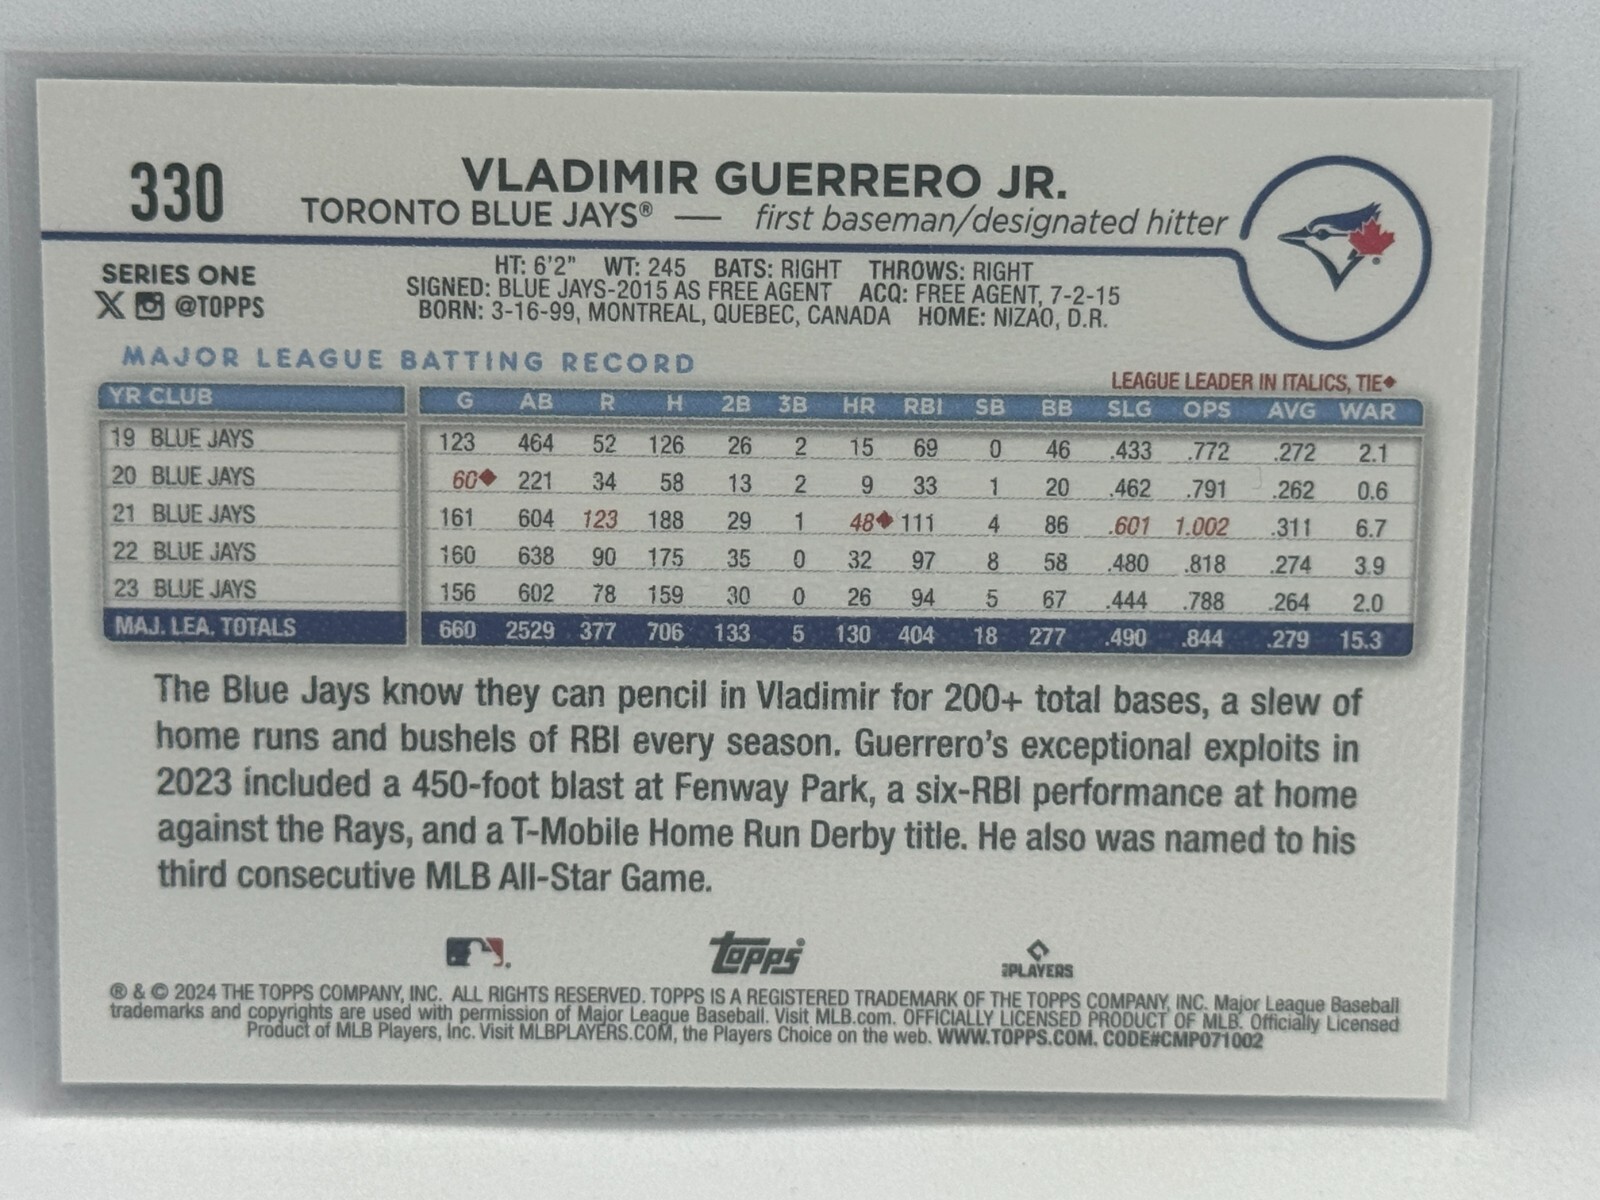 330
VLADIMIR GUERRERO JR.
TORONTO BLUE JAYS® — first baseman/designated hitter
SERIES ONE
@TOPPS
HT: 6'2" WT: 245 BATS: RIGHT THROWS: RIGHT
SIGNED: BLUE JAYS-2015 AS FREE AGENT ACQ: FREE AGENT, 7-2-15
BORN: 3-16-99, MONTREAL, QUEBEC, CANADA HOME: NIZAO, D.R.
MAJOR LEAGUE BATTING RECORD
LEAGUE LEADER IN ITALICS, TIE◆
YR CLUB G AB R H 2B 3B HR RBI SB BB SLG OPS AVG WAR
19 BLUE JAYS 123 464 52 126 26 2 15 69 0 46 .433 .772 .272 2.1
20 BLUE JAYS 60◆ 221 34 58 13 2 9 33 1 20 .462 .791 .262 0.6
21 BLUE JAYS 161 604 123 188 29 1 48◆ 111 4 86 .601 1.002 .311 6.7
22 BLUE JAYS 160 638 90 175 35 0 32 97 8 58 .480 .818 .274 3.9
23 BLUE JAYS 156 602 78 159 30 0 26 94 5 67 .444 .788 .264 2.0
MAJ. LEA. TOTALS 660 2529 377 706 133 5 130 404 18 277 .490 .844 .279 15.3
The Blue Jays know they can pencil in Vladimir for 200+ total bases, a slew of
home runs and bushels of RBI every season. Guerrero's exceptional exploits in
2023 included a 450-foot blast at Fenway Park, a six-RBI performance at home
against the Rays, and a T-Mobile Home Run Derby title. He also was named to his
third consecutive MLB All-Star Game.
Topps
PLAYERS
® & © 2024 THE TOPPS COMPANY, INC. ALL RIGHTS RESERVED. TOPPS IS A REGISTERED TRADEMARK OF THE TOPPS COMPANY, INC. Major League Baseball
trademarks and copyrights are used with permission of Major League Baseball. Visit MLB.com. OFFICIALLY LICENSED PRODUCT OF MLB. Officially Licensed
Product of MLB Players, Inc. Visit MLBPLAYERS.COM, the Players Choice on the web. WWW.TOPPS.COM. CODE#CMP071002